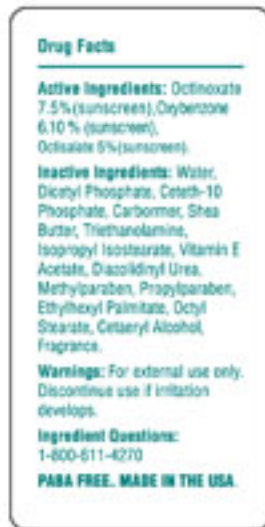 Drug Facts
Active Ingredients: Octinoxate
7.5%(sunscreen),Oxybenzone
6.10 % (sunscreen),
Octisalate 5%(sunscreen).
Inactive Ingredients: Water,
Dicetyl Phosphate, Ceteth-10
Phosphate, Carbormer, Shea
Butter, Triethanolamine,
Isopropyl Isostearate, Vitamin E
Acetate, Diazolidinyl Urea,
Methylparaben, Propylparaben,
Ethylhexyl Palmitate, Octyl
Stearate, Cetaeryl Alcohol,
Fragrance.
Warnings: For external use only.
Discontinue use if irritation
develops.
Ingredient Questions:
1-800-611-4270
PABA FREE. MADE IN THE USA.